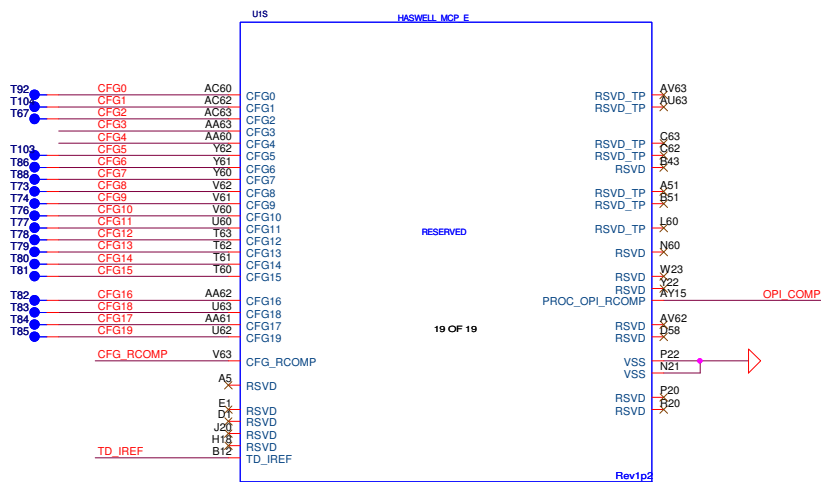 U1S
HASWELL_MCP_E
T92 CFG0 AC60 CFG0 RSVD_TP AV63
CFG1 AC62 CFG1 RSVD_TP AU63
T67 CFG2 AC63 CFG2
CFG3 AA63 CFG3 RSVD_TP C63
CFG4 AA60 CFG4 RSVD_TP C62
T103 CFG5 Y62 CFG5 RSVD B43
T86 CFG6 Y61 CFG6
T88 CFG7 Y60 CFG7 RSVD_TP A51
T73 CFG8 V62 CFG8 RSVD_TP B51
T74 CFG9 V61 CFG9
T76 CFG10 V60 CFG10 RSVD_TP L60
T77 CFG11 U60 CFG11 RESERVED
T78 CFG12 T63 CFG12 RSVD N60
T79 CFG13 T62 CFG13
T80 CFG14 T61 CFG14 RSVD W23
T81 CFG15 T60 CFG15 RSVD Y22
T82 CFG16 AA62 CFG16 PROC_OPI_RCOMP AY15 OPI_COMP
T83 CFG18 U63 CFG18
T84 CFG17 AA61 CFG17 RSVD AV62
T85 CFG19 U62 CFG19 19 OF 19 RSVD D58
CFG_RCOMP V63 CFG_RCOMP VSS P22
VSS N21
A5 RSVD
RSVD P20
E1 RSVD RSVD R20
D1 RSVD
J20 RSVD
H18 RSVD
TD_IREF B12 TD_IREF
Rev1p2